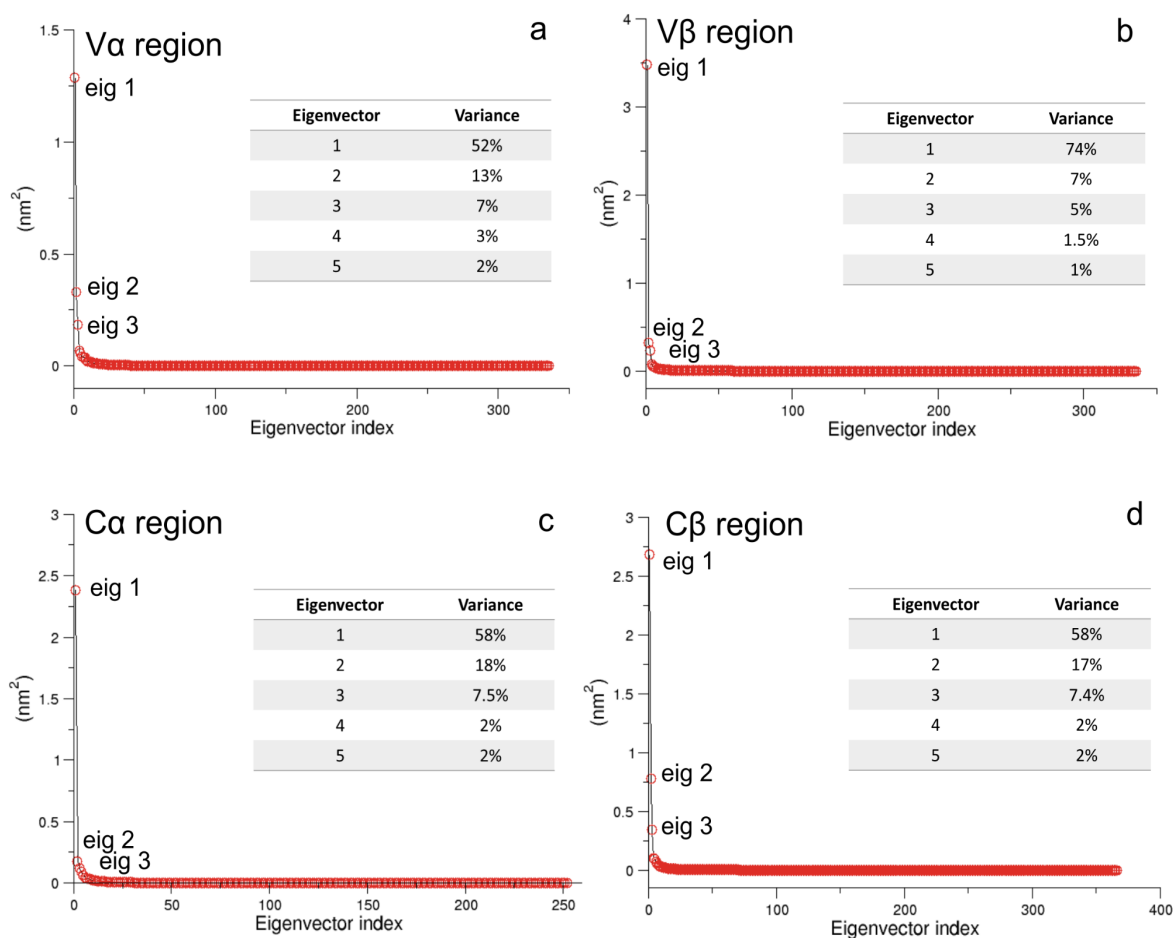 Vα region
a
eig 1
eig 2
eig 3
1.5
1
0.5
0
(nm²)
Eigenvector Variance
1 52%
2 13%
3 7%
4 3%
5 2%
0 100 200 300
Eigenvector index
Vβ region
b
eig 1
eig 2
eig 3
4
3
2
1
0
(nm²)
Eigenvector Variance
1 74%
2 7%
3 5%
4 1.5%
5 1%
0 100 200 300
Eigenvector index
Cα region
c
eig 1
eig 2
eig 3
3
2.5
2
1.5
1
0.5
0
(nm²)
Eigenvector Variance
1 58%
2 18%
3 7.5%
4 2%
5 2%
0 50 100 150 200 250
Eigenvector index
Cβ region
d
eig 1
eig 2
eig 3
3
2.5
2
1.5
1
0.5
0
(nm²)
Eigenvector Variance
1 58%
2 17%
3 7.4%
4 2%
5 2%
0 100 200 300 400
Eigenvector index